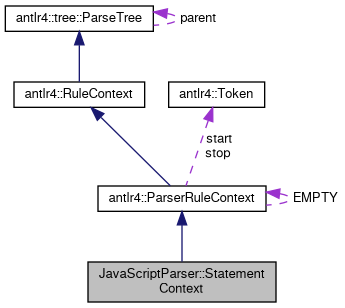 antlr4::tree::ParseTree
parent
antlr4::RuleContext
antlr4::Token
start
stop
antlr4::ParserRuleContext
EMPTY
JavaScriptParser::Statement
Context